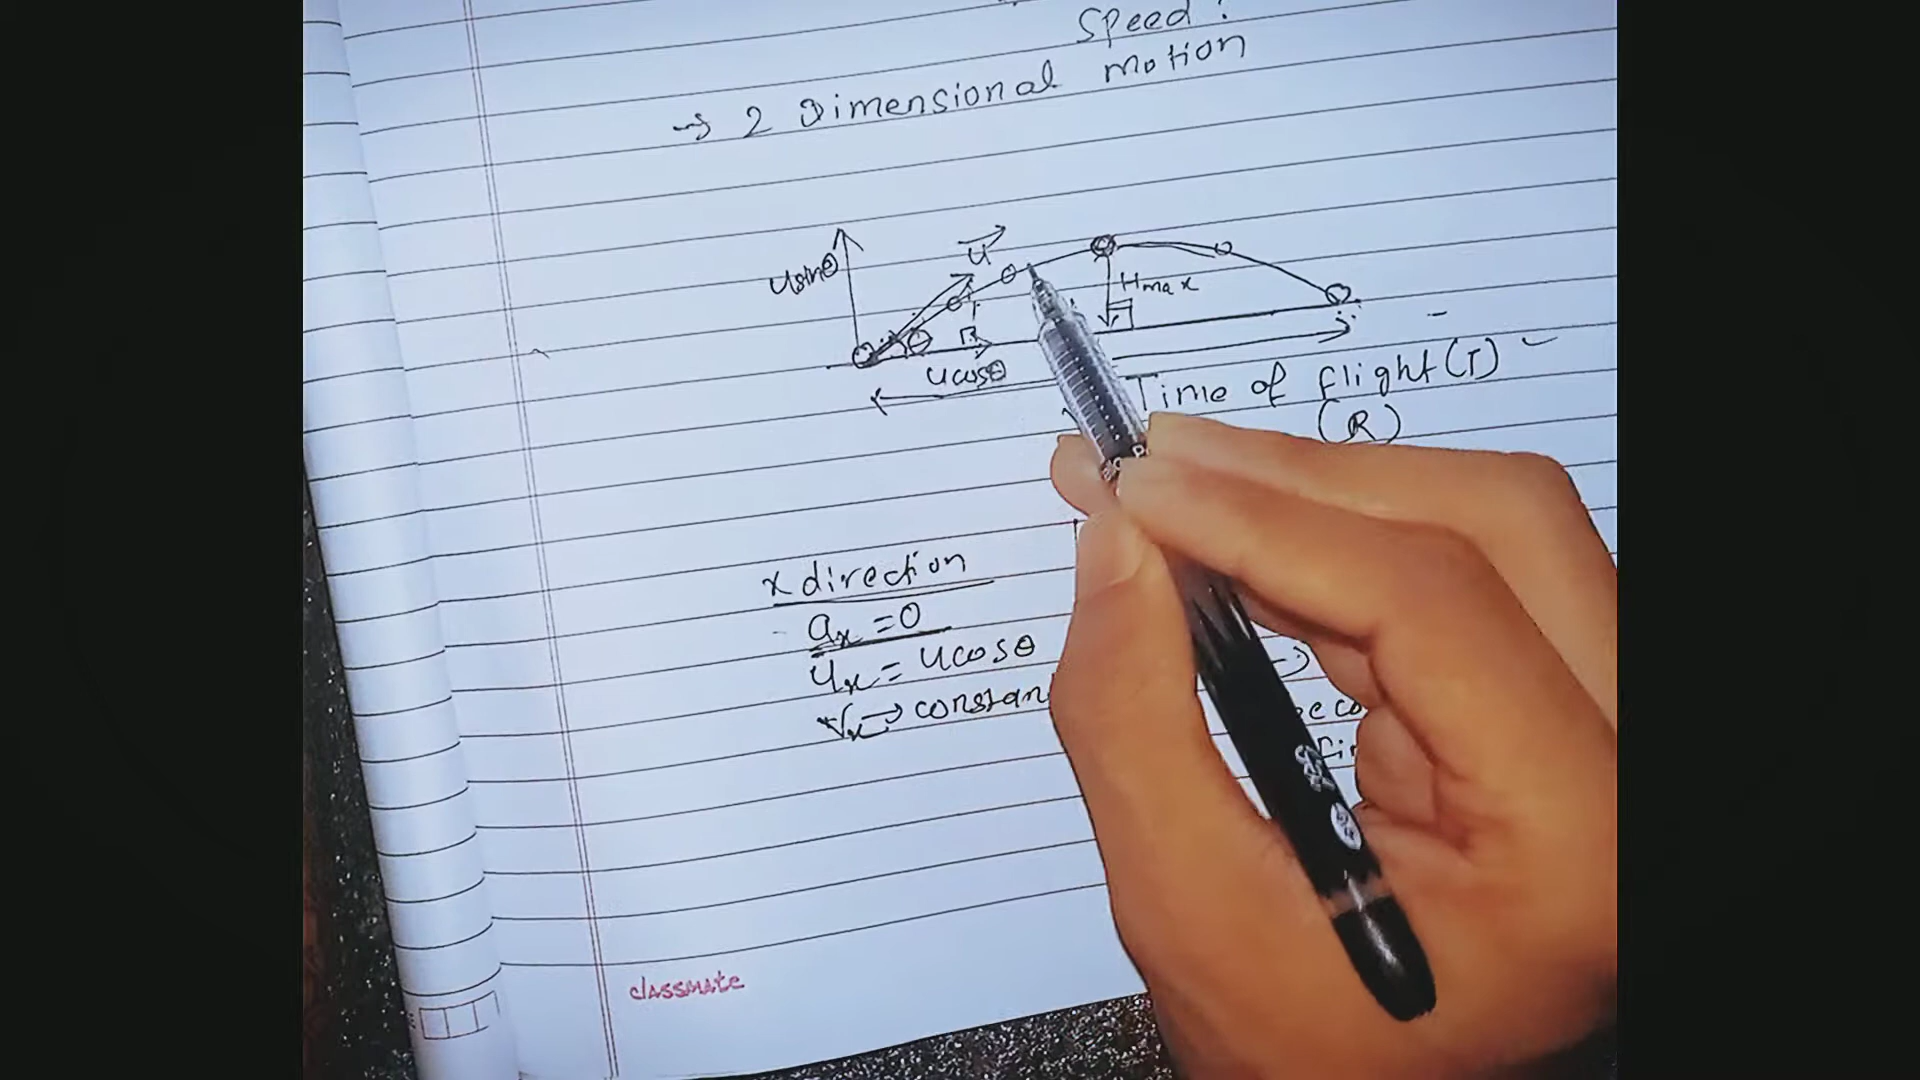 speed!
→ 2 Dimensional motion
u
usinθ
Hmax
θ
R
ucosθ
Time of flight (T)
(R)
x direction
ax = 0
ux = ucosθ
Vx → constan
classmate